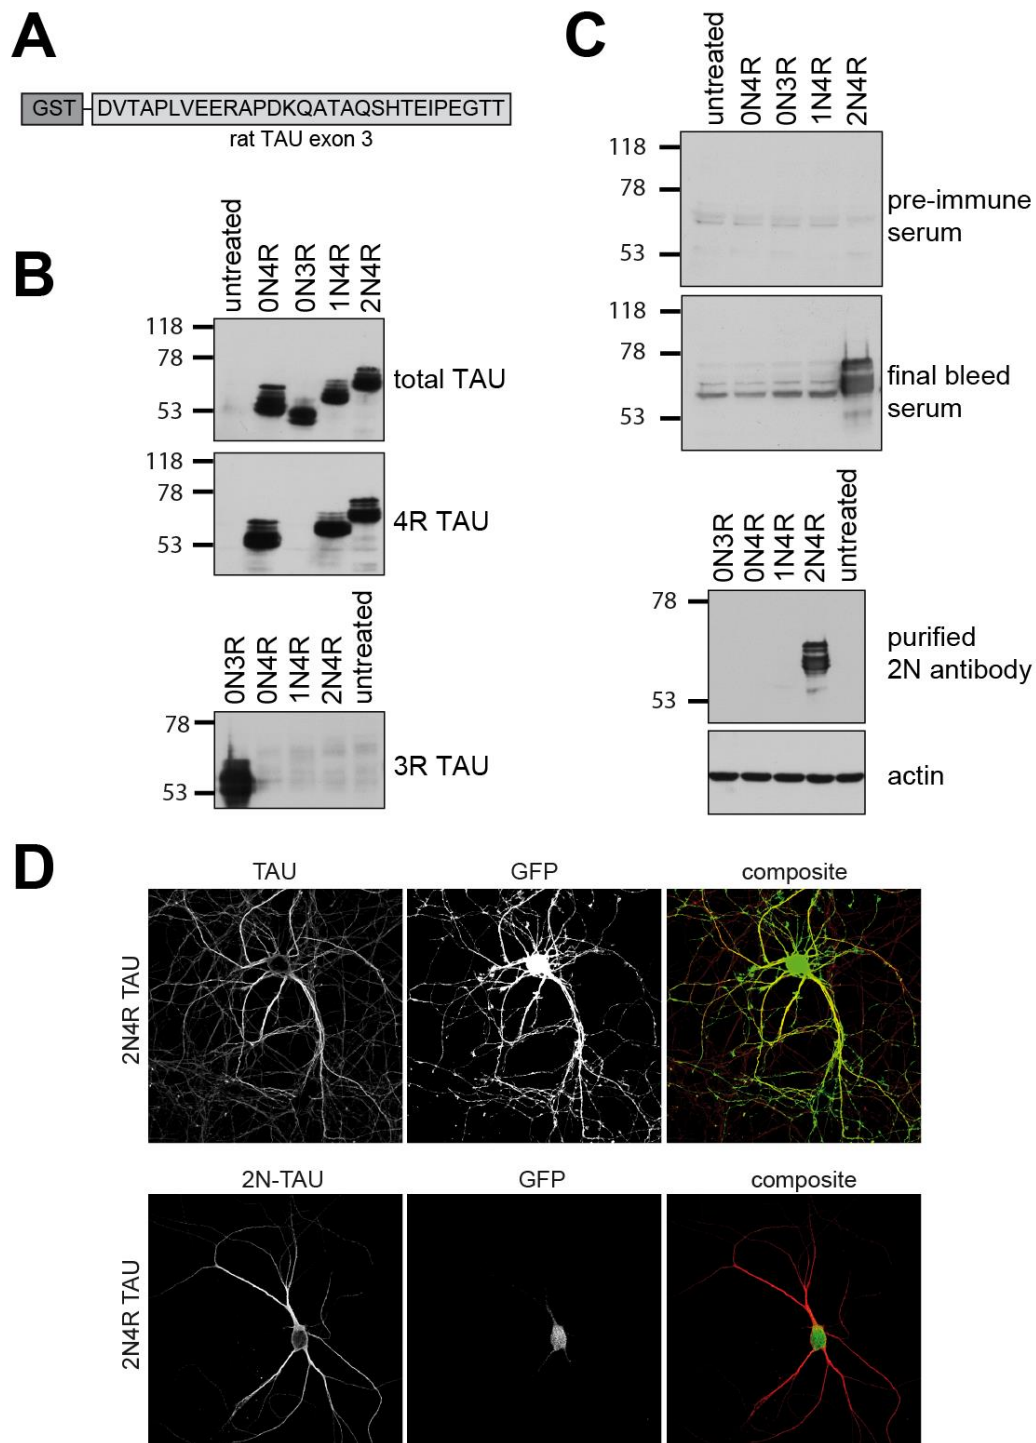 A
GST
DVTAPLVEERAPDKQATAQSHTEIPEGTT
rat TAU exon 3
B
untreated
0N4R
0N3R
1N4R
2N4R
118
78
53
total TAU
118
78
53
4R TAU
0N3R
0N4R
1N4R
2N4R
untreated
78
53
3R TAU
C
untreated
0N4R
0N3R
1N4R
2N4R
118
78
53
pre-immune
serum
118
78
53
final bleed
serum
0N3R
0N4R
1N4R
2N4R
untreated
78
53
purified
2N antibody
actin
D
TAU
GFP
composite
2N4R TAU
2N-TAU
GFP
composite
2N4R TAU